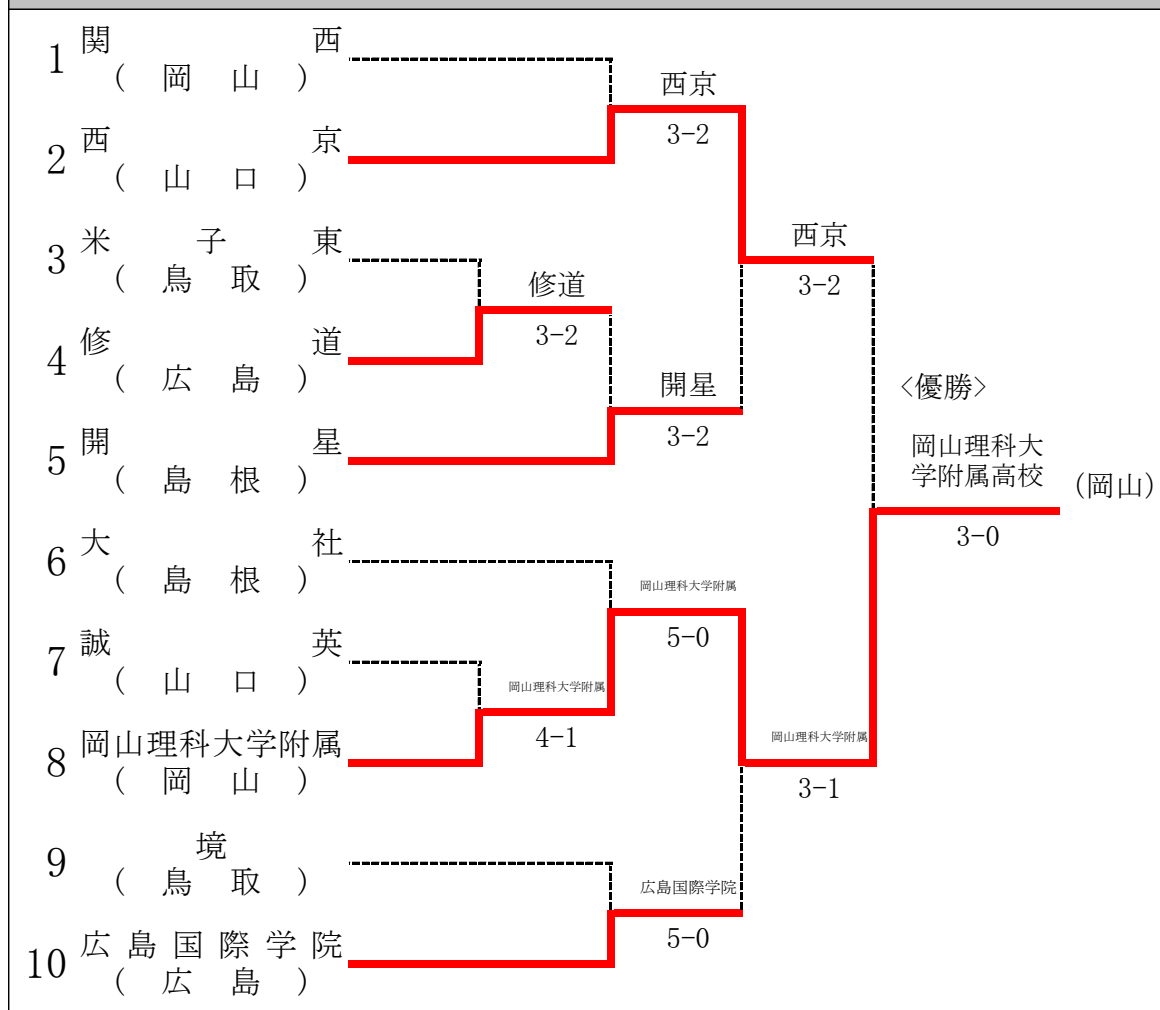 1 関西
(岡山)
2 西京
(山口)
3 米子東
(鳥取)
4 修道
(広島)
5 開星
(島根)
6 大社
(島根)
7 誠英
(山口)
8 岡山理科大学附属
(岡山)
9 境
(鳥取)
10 広島国際学院
(広島)
修道
3-2
岡山理科大学附属
4-1
西京
3-2
開星
3-2
岡山理科大学附属
5-0
広島国際学院
5-0
西京
3-2
岡山理科大学附属
3-1
<優勝>
岡山理科大
学附属高校
(岡山)
3-0